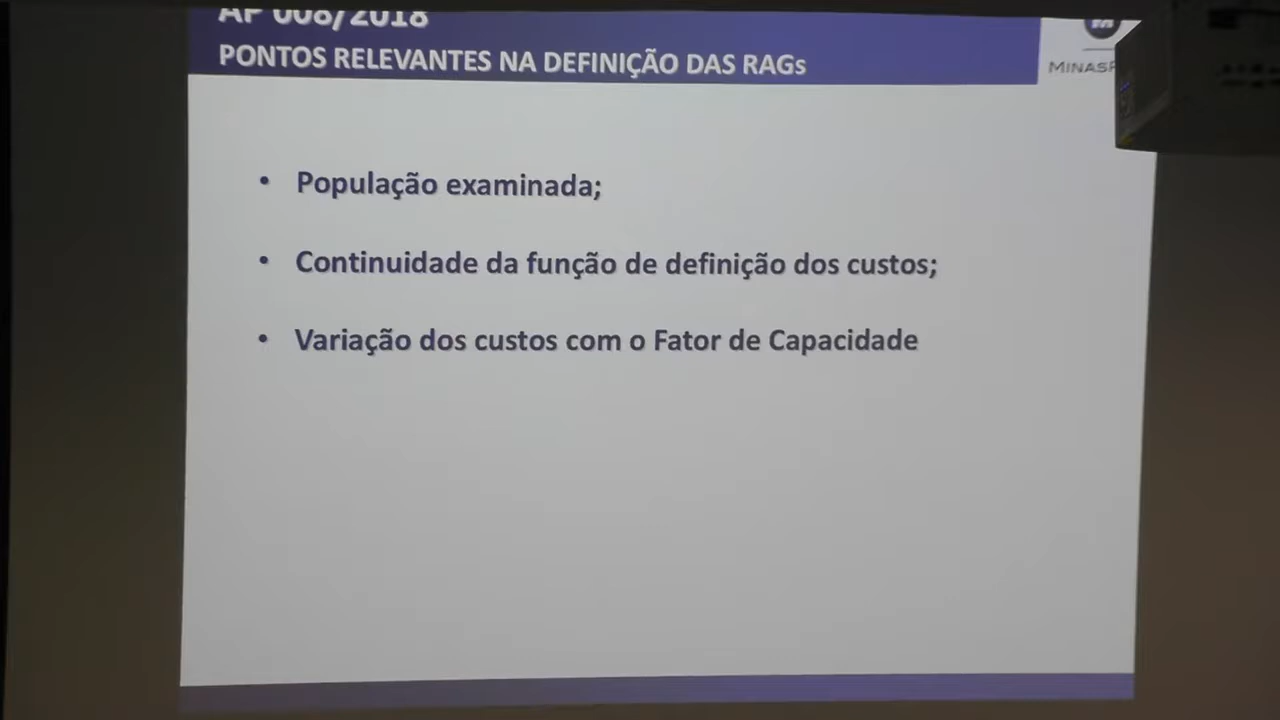 AP 008/2018
PONTOS RELEVANTES NA DEFINIÇÃO DAS RAGs
• População examinada;
• Continuidade da função de definição dos custos;
• Variação dos custos com o Fator de Capacidade